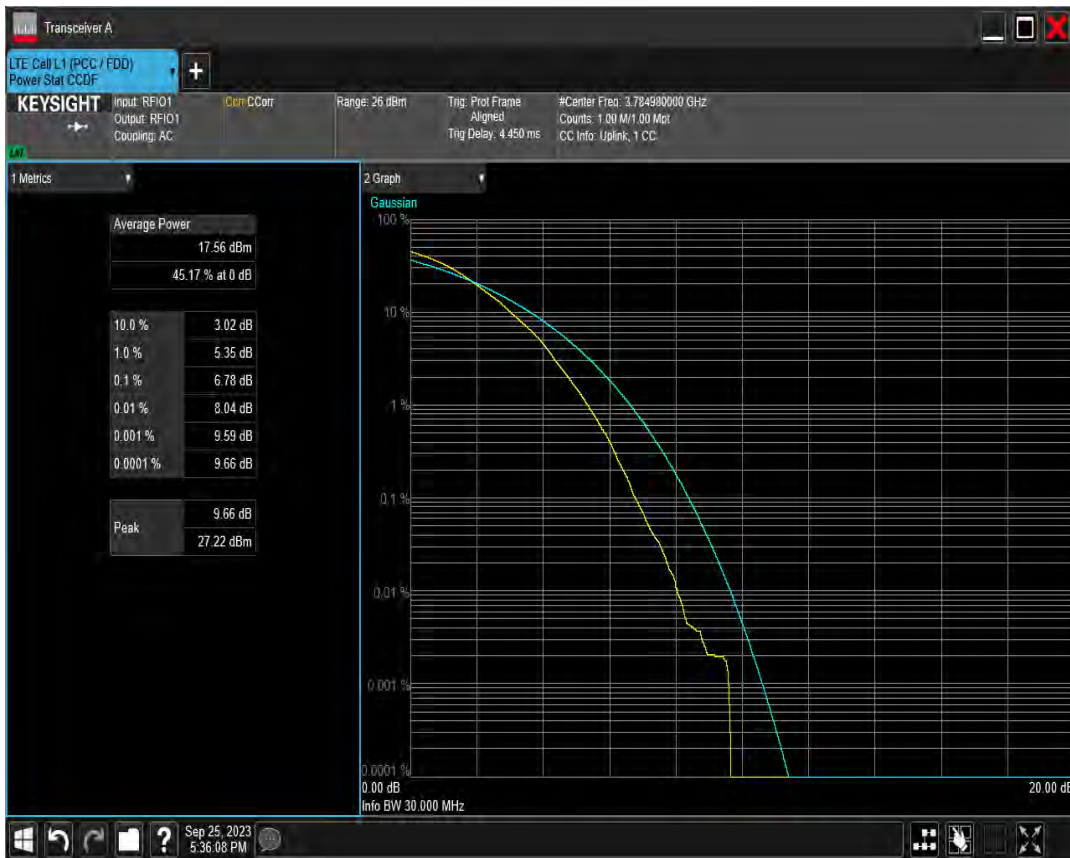 Transceiver A
LTE Cell L1 (PCC / FDD)
Power Stat CCDF
KEYSIGHT
LXI
Input: RFIO1
Output: RFIO1
Coupling: AC
Corr CCorr
Range: 26 dBm
Trig: Prot Frame
Aligned
Trig Delay: 4.450 ms
#Center Freq: 3.784980000 GHz
Counts: 1.00 M/1.00 Mpt
CC Info: Uplink, 1 CC
1 Metrics
Average Power
17.56 dBm
45.17 % at 0 dB
10.0 % 3.02 dB
1.0 % 5.35 dB
0.1 % 6.78 dB
0.01 % 8.04 dB
0.001 % 9.59 dB
0.0001 % 9.66 dB
Peak 9.66 dB
27.22 dBm
2 Graph
Gaussian
100 %
10 %
1 %
0.1 %
0.01 %
0.001 %
0.0001 %
0.00 dB 20.00 dB
Info BW 30.000 MHz
? Sep 25, 2023
5:36:08 PM